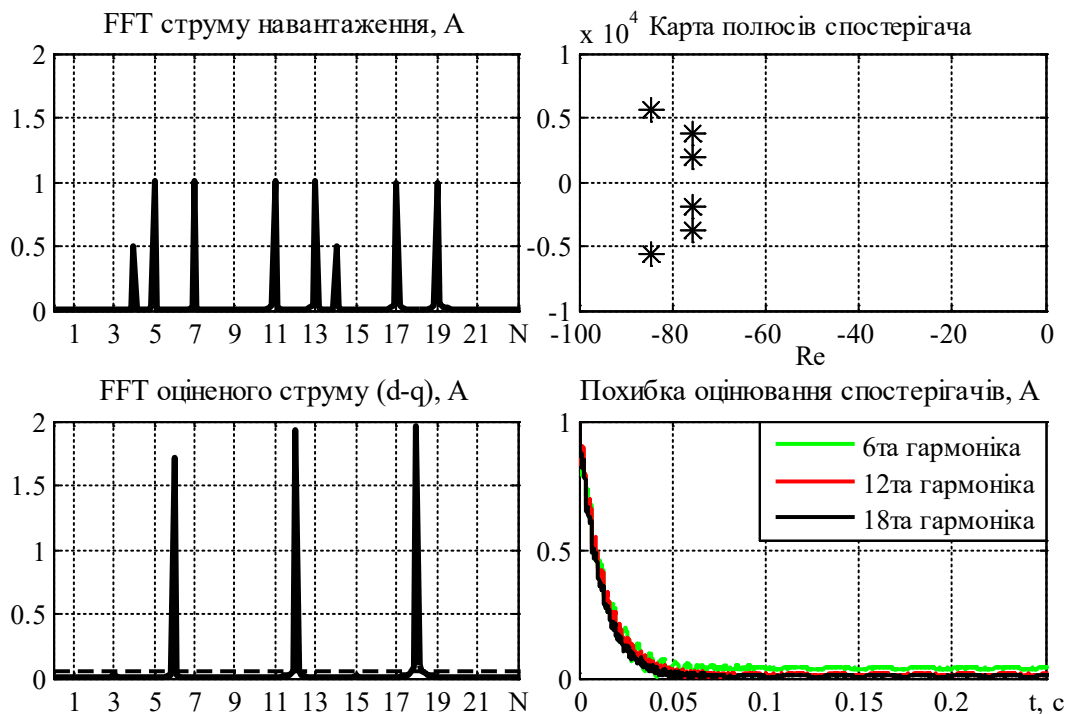 FFT струму навантаження, А
2
1.5
1
0.5
0
1 3 5 7 9 11 13 15 17 19 21 N
x 10^4 Карта полюсів спостерігача
1
0.5
0
-0.5
-1
-100 -80 -60 -40 -20 0
Re
FFT оціненого струму (d-q), А
2
1.5
1
0.5
0
1 3 5 7 9 11 13 15 17 19 21 N
Похибка оцінювання спостерігачів, А
1
0.5
0
6та гармоніка
12та гармоніка
18та гармоніка
0 0.05 0.1 0.15 0.2 t, c